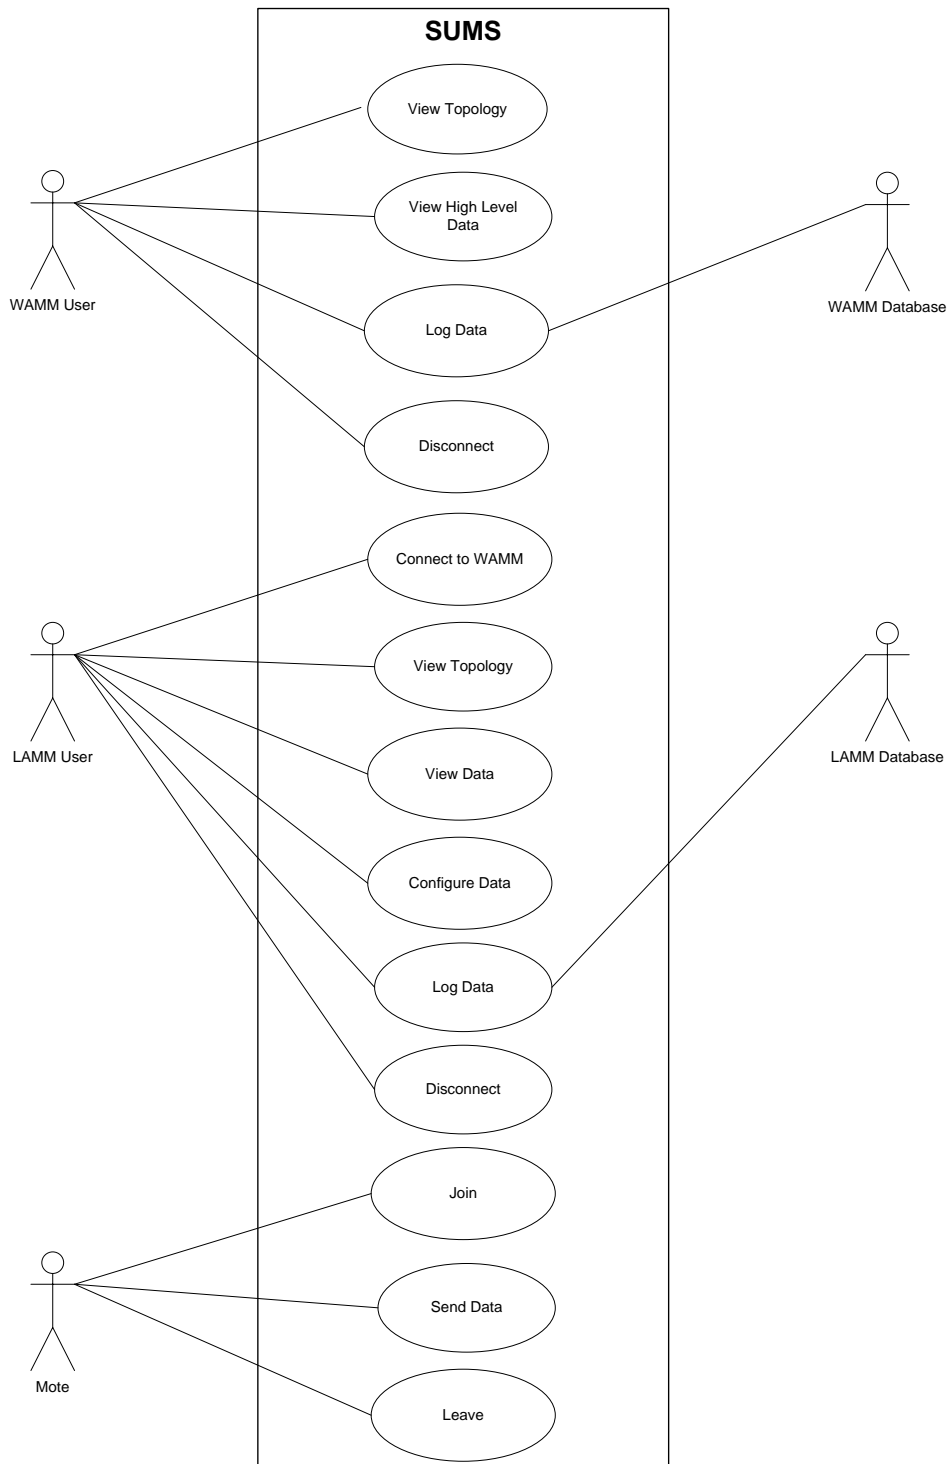 SUMS
View Topology
View High Level
Data
WAMM User
WAMM Database
Log Data
Disconnect
Connect to WAMM
View Topology
LAMM User
LAMM Database
View Data
Configure Data
Log Data
Disconnect
Join
Send Data
Mote
Leave